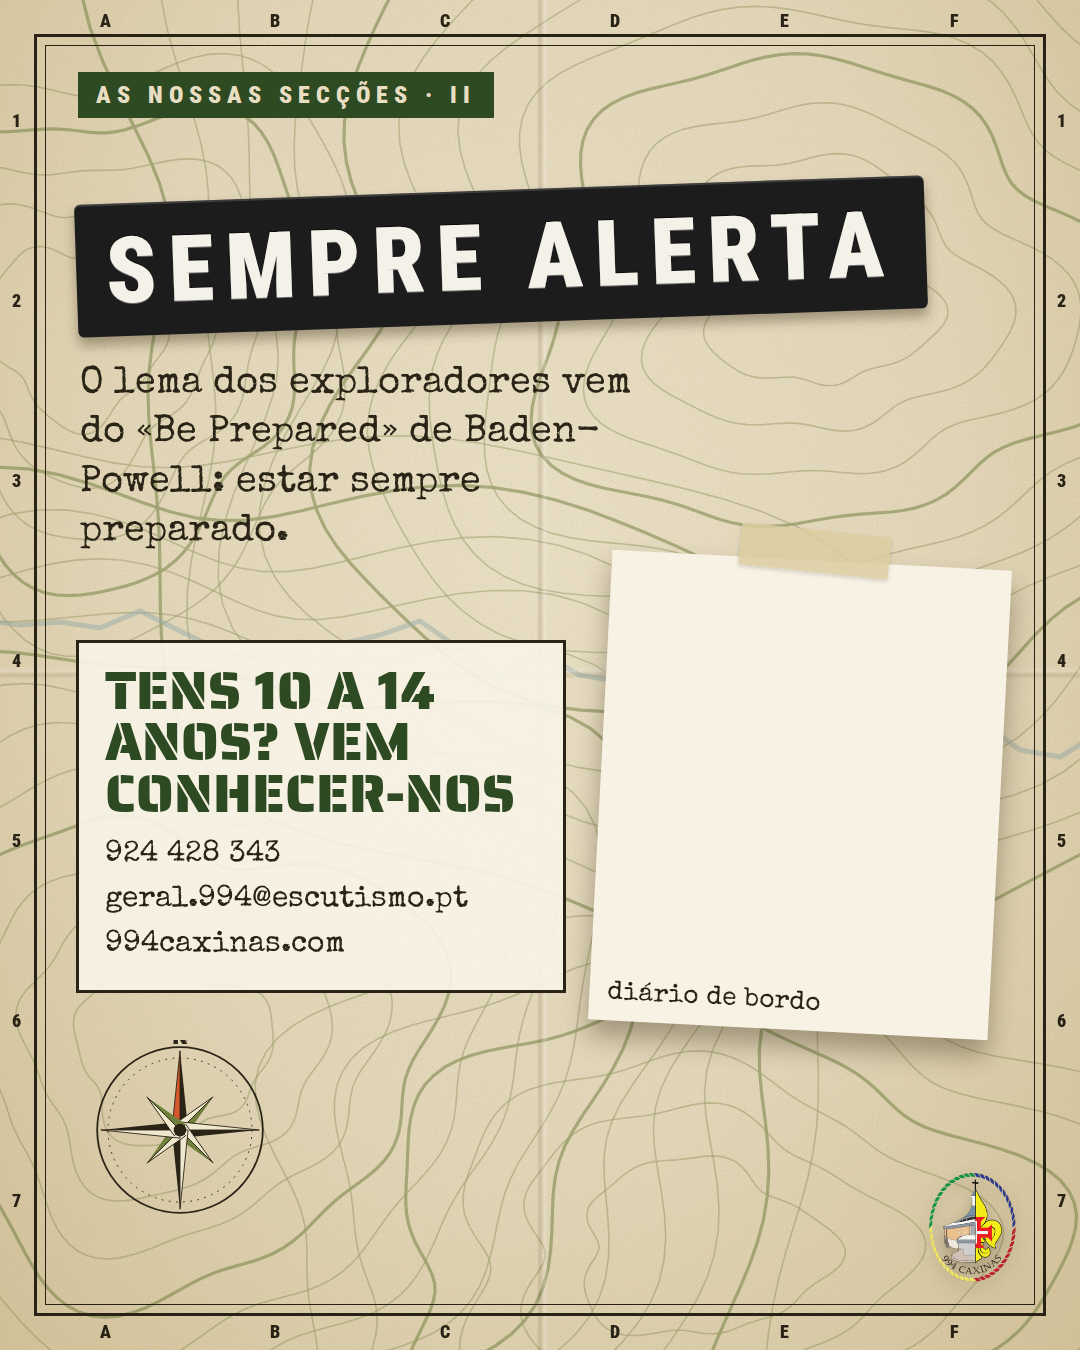 A B C D E F
AS NOSSAS SECÇÕES · II
1 1
SEMPRE ALERTA
2 2
O lema dos exploradores vem
do «Be Prepared» de Baden-
Powell: estar sempre
3 3
preparado.
4 4
TENS 10 A 14
ANOS? VEM
CONHECER-NOS
5 5
924 428 343
geral.994@escutismo.pt
994caxinas.com
diário de bordo
6 6
7 7
994 CAXINAS
A B C D E F